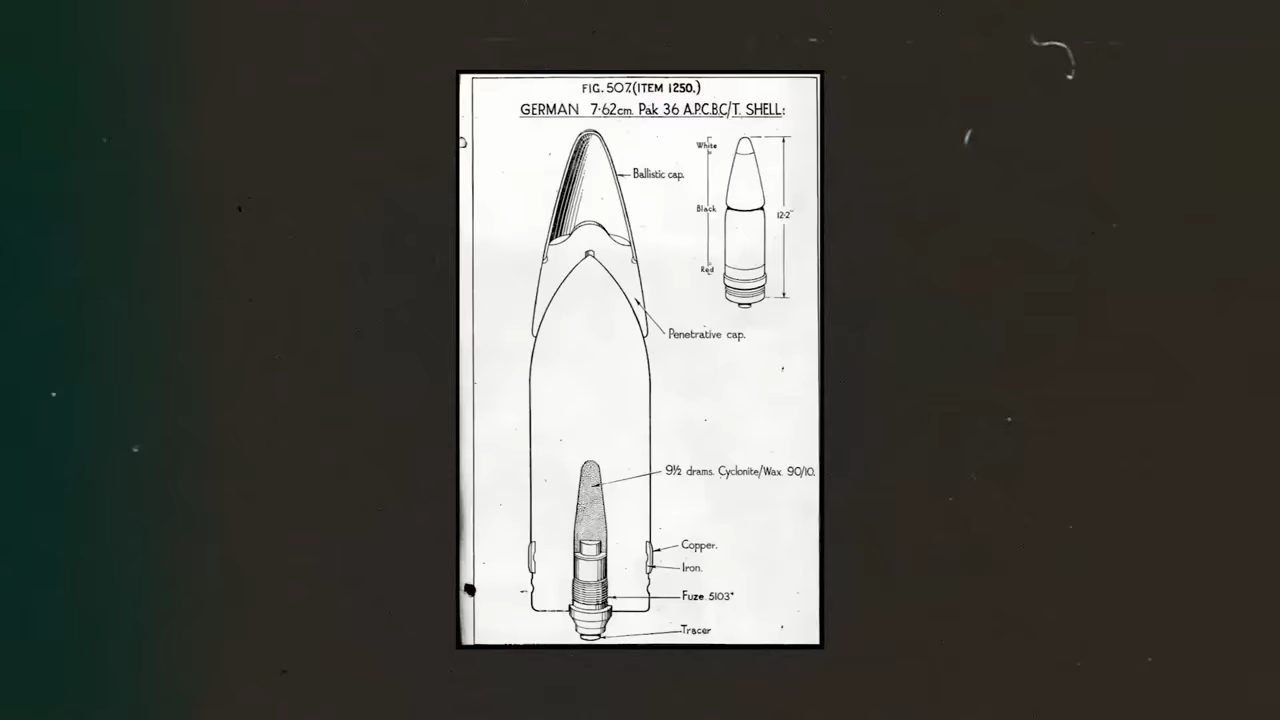 FIG. 507.(ITEM 1250.)
GERMAN 7·62cm. Pak 36 A.P.C.B.C/T. SHELL:
White
Ballistic cap.
Black
12·2"
Red
Penetrative cap.
9½ drams. Cyclonite/Wax. 90/10.
Copper.
Iron.
Fuze 5103*
Tracer